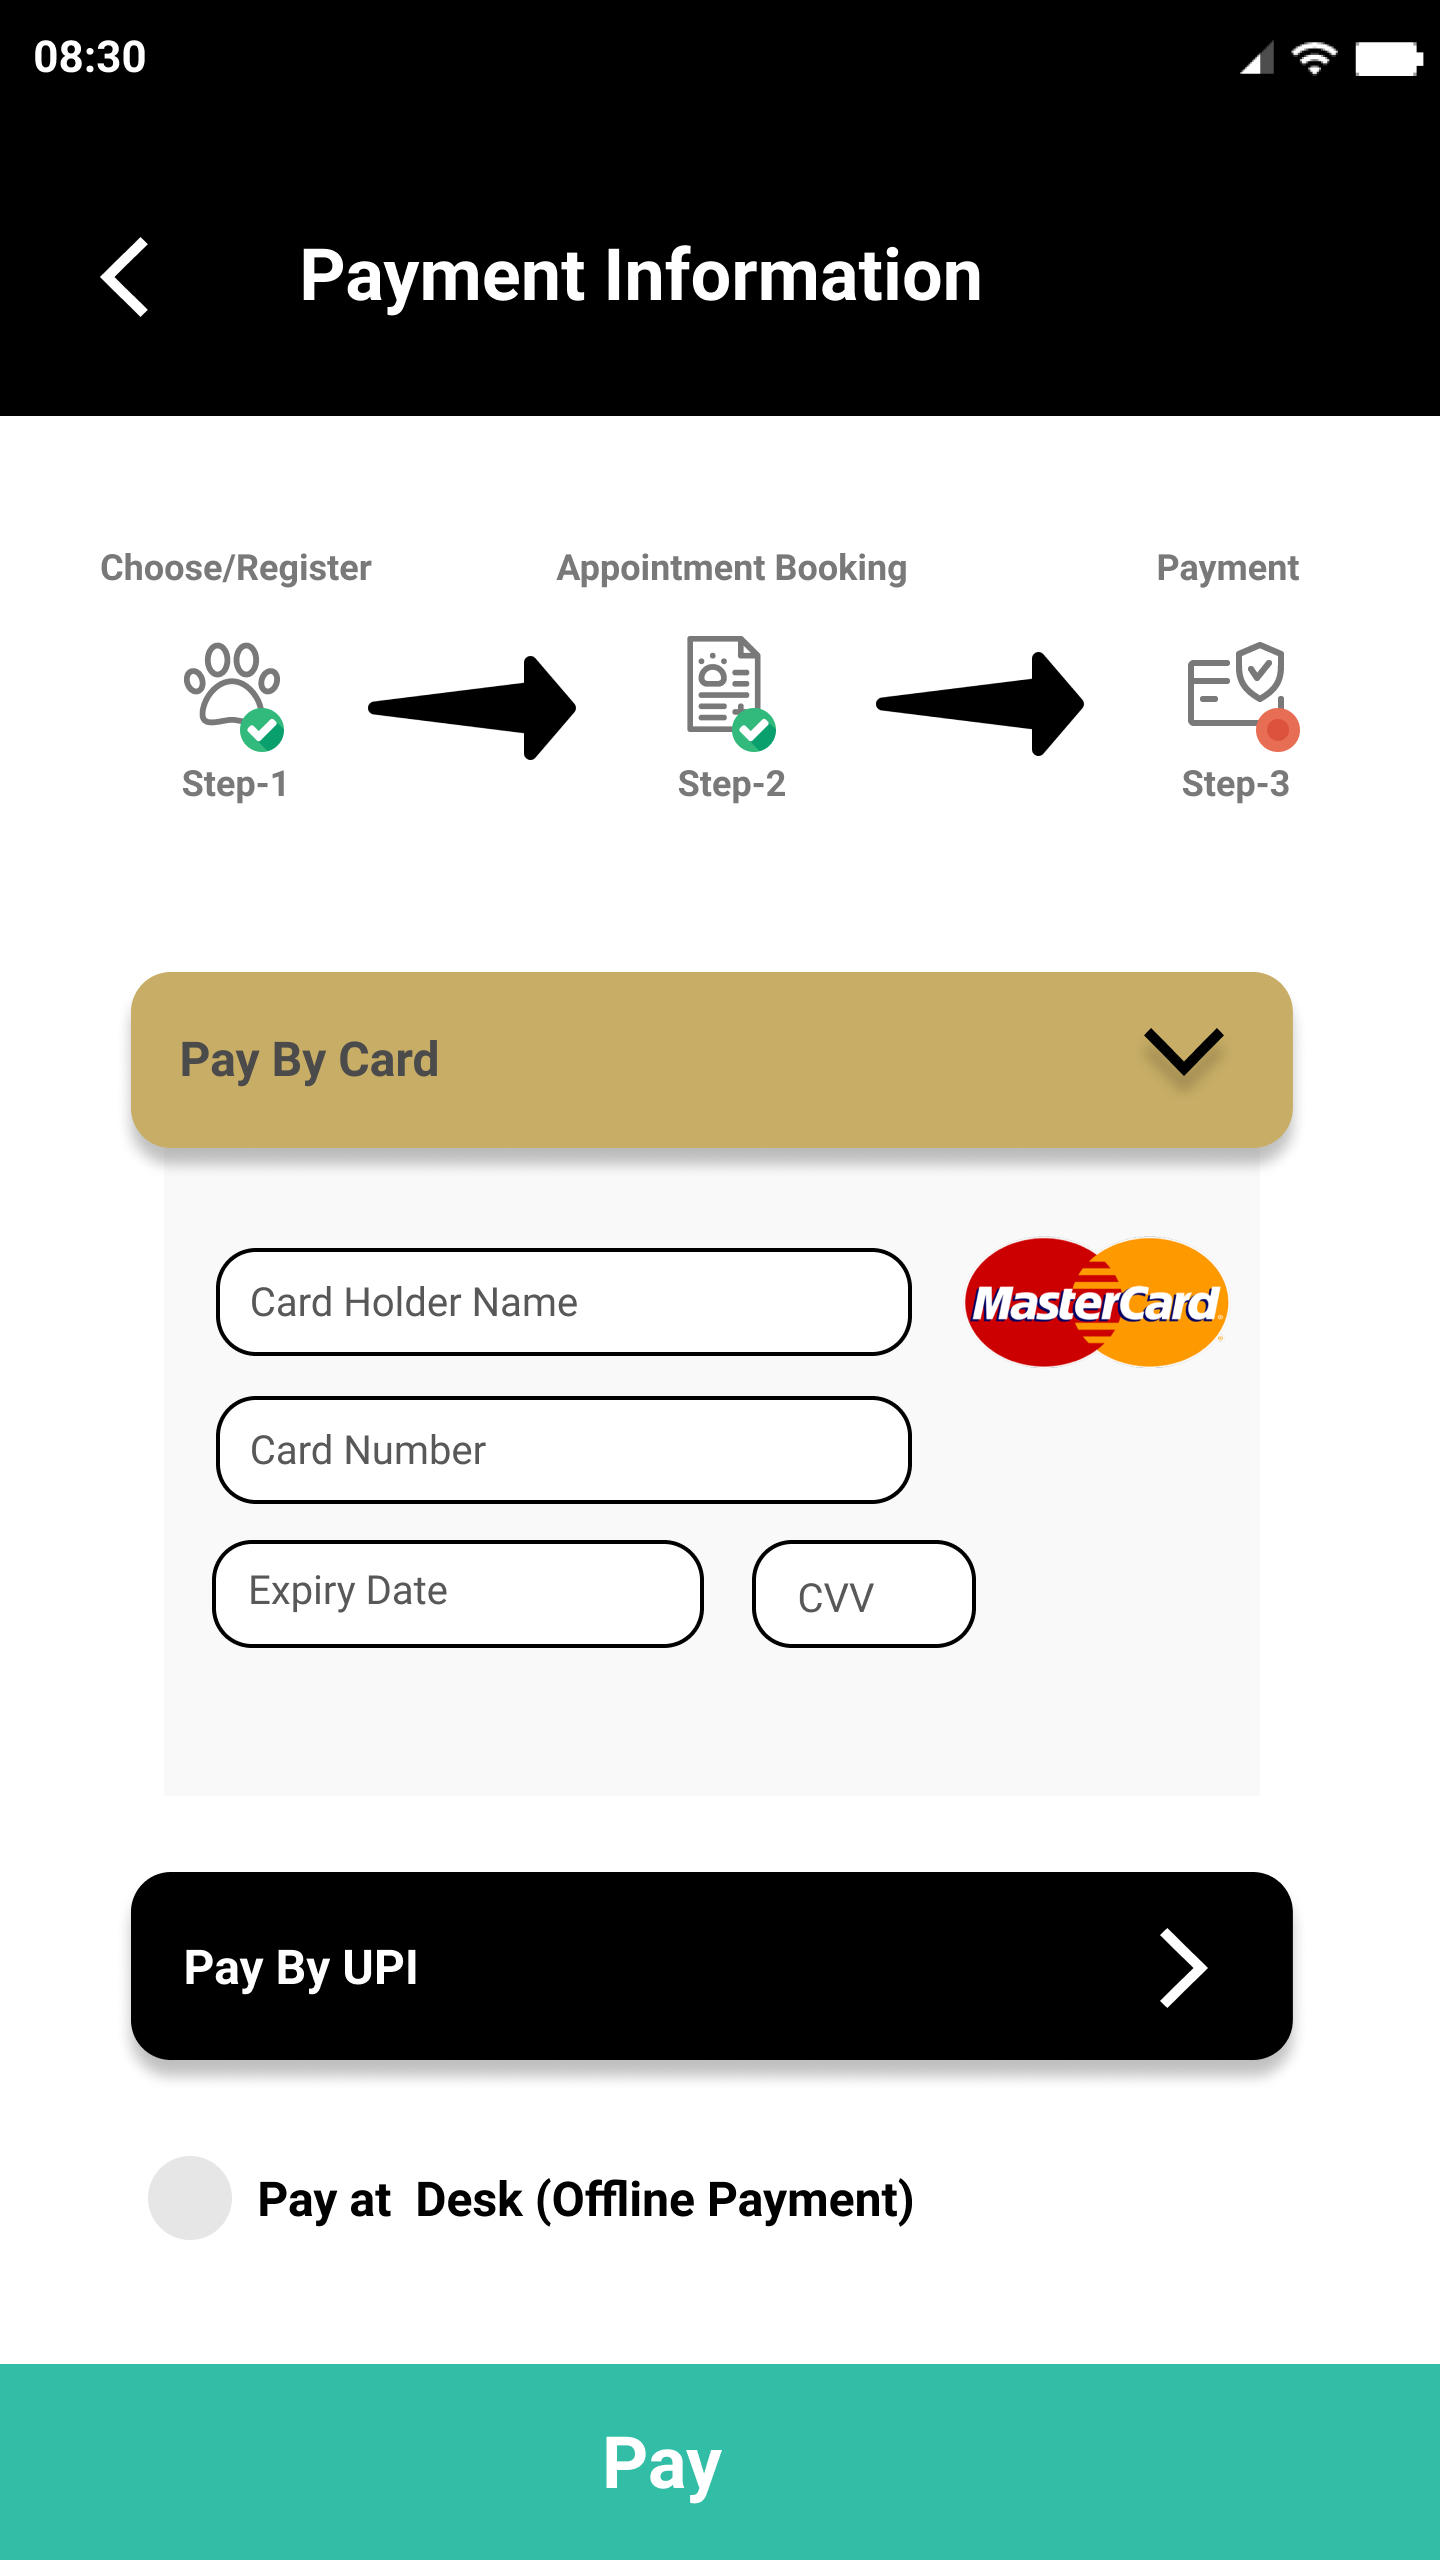 08:30
Payment Information
Choose/Register
Appointment Booking
Payment
Step-1
Step-2
Step-3
Pay By Card
Card Holder Name
MasterCard
Card Number
Expiry Date
CVV
Pay By UPI
Pay at  Desk (Offline Payment)
Pay